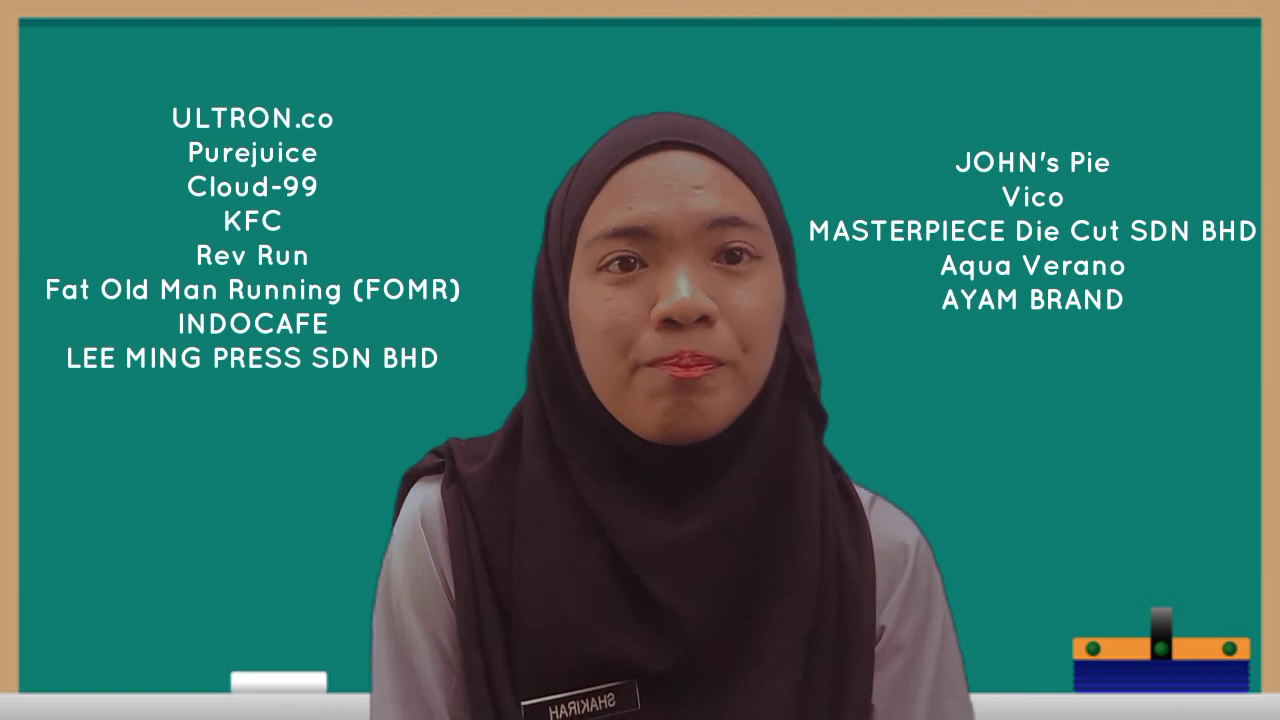 ULTRON.co
Purejuice
Cloud-99
KFC
Rev Run
Fat Old Man Running (FOMR)
INDOCAFE
LEE MING PRESS SDN BHD
JOHN's Pie
Vico
MASTERPIECE Die Cut SDN BHD
Aqua Verano
AYAM BRAND
SHAKIRAH